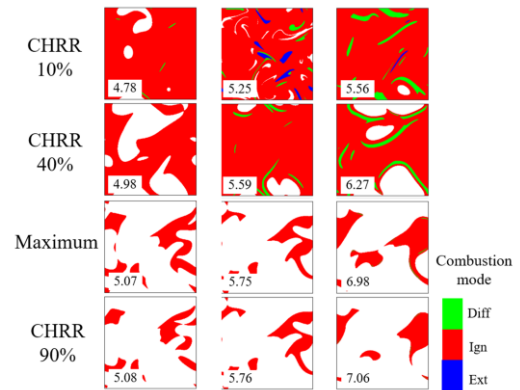 CHRR
10%
4.78
5.25
5.56
CHRR
40%
4.98
5.59
6.27
Maximum
5.07
5.75
6.98
CHRR
90%
5.08
5.76
7.06
Combustion
mode
Diff
Ign
Ext